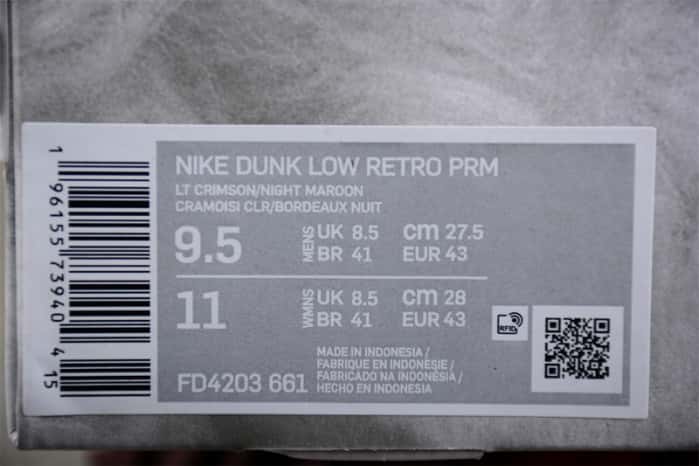 NIKE DUNK LOW RETRO PRM
LT CRIMSON/NIGHT MAROON
CRAMOISI CLR/BORDEAUX NUIT
9.5 MENS UK 8.5 cm 27.5
BR 41 EUR 43
11 WMNS UK 8.5 cm 28
BR 41 EUR 43
RFID
FD4203 661
MADE IN INDONESIA /
FABRIQUE EN INDONÉSIE /
FABRICADO NA INDONÉSIA /
HECHO EN INDONESIA
1 96155 73940 4 15